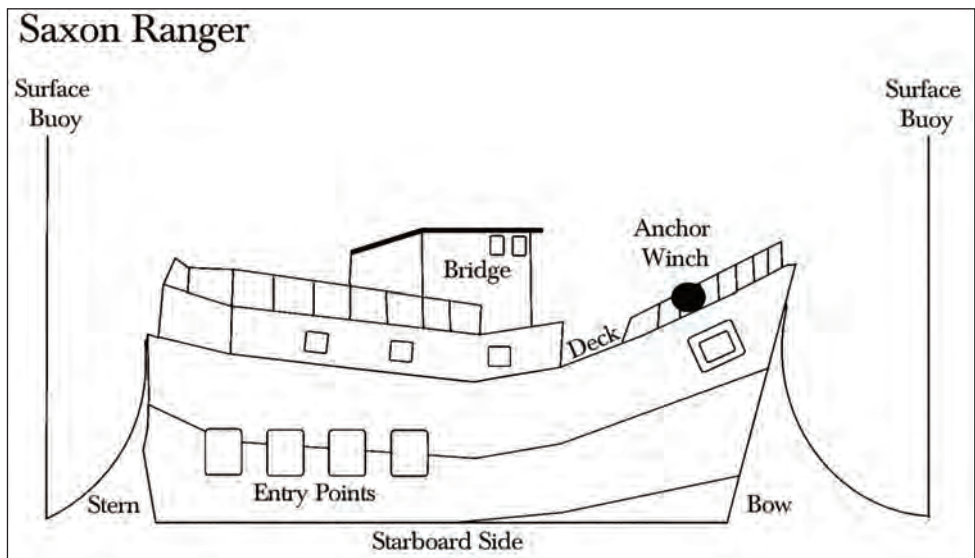 Saxon Ranger
Surface
Buoy
Surface
Buoy
Anchor
Winch
Bridge
Deck
Entry Points
Stern
Bow
Starboard Side